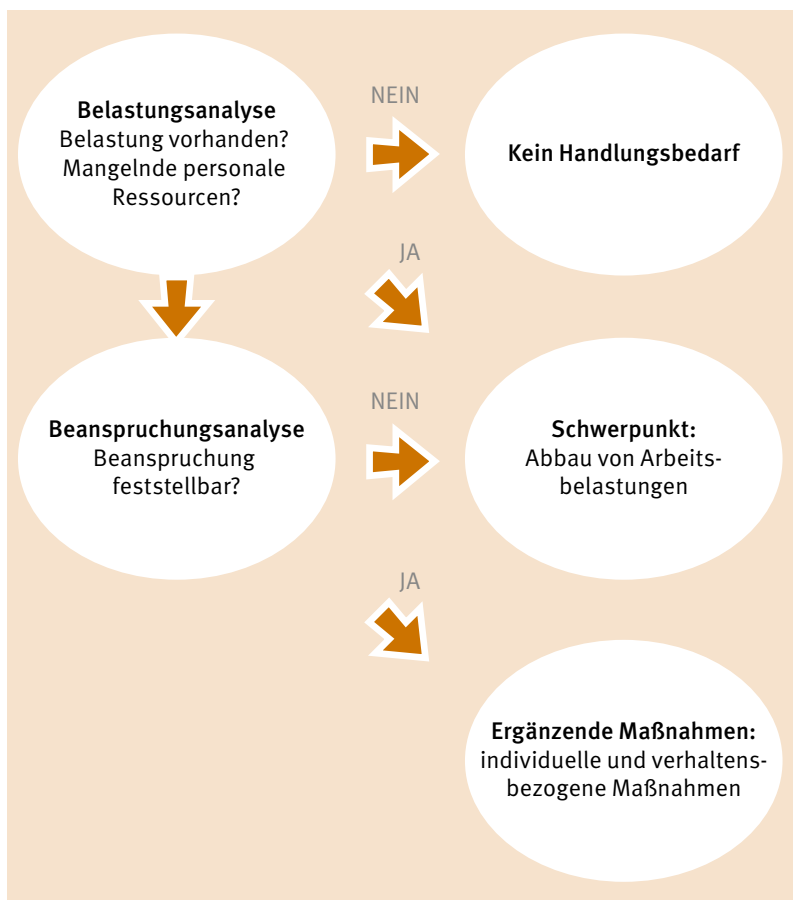 Belastungsanalyse
Belastung vorhanden?
Mangelnde personale
Ressourcen?
NEIN
Kein Handlungsbedarf
JA
Beanspruchungsanalyse
Beanspruchung
feststellbar?
NEIN
Schwerpunkt:
Abbau von Arbeits-
belastungen
JA
Ergänzende Maßnahmen:
individuelle und verhaltens-
bezogene Maßnahmen